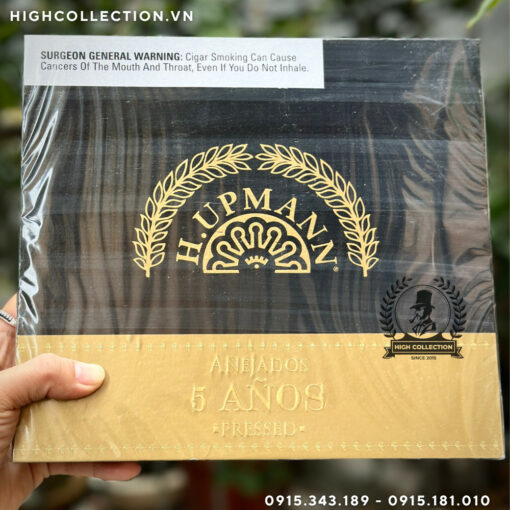 HIGHCOLLECTION.VN
SURGEON GENERAL WARNING: Cigar Smoking Can Cause
Cancers Of The Mouth And Throat, Even If You Do Not Inhale.
H.UPMANN®
HIGH COLLECTION
SINCE 2015
AÑEJADOS
5 AÑOS
PRESSED
0915.343.189 - 0915.181.010